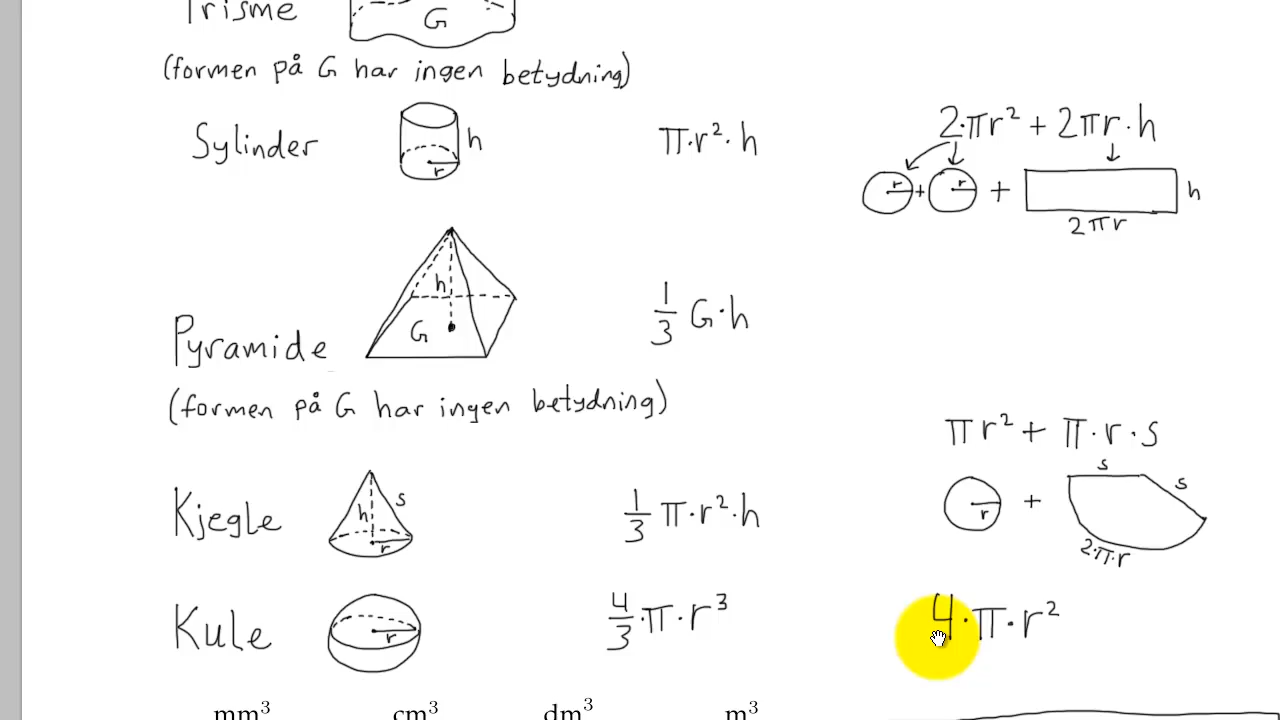 Prisme G
(formen på G har ingen betydning)
2·πr² + 2πr·h
Sylinder h r π·r²·h
r + r + h
2πr
h
G
1/3 G·h
Pyramide
(formen på G har ingen betydning)
πr² + π·r·s
s s
Kjegle h s r 1/3 π·r²·h r +
2·π·r
Kule r 4/3·π·r³ 4·π·r²
mm³ cm³ dm³ m³